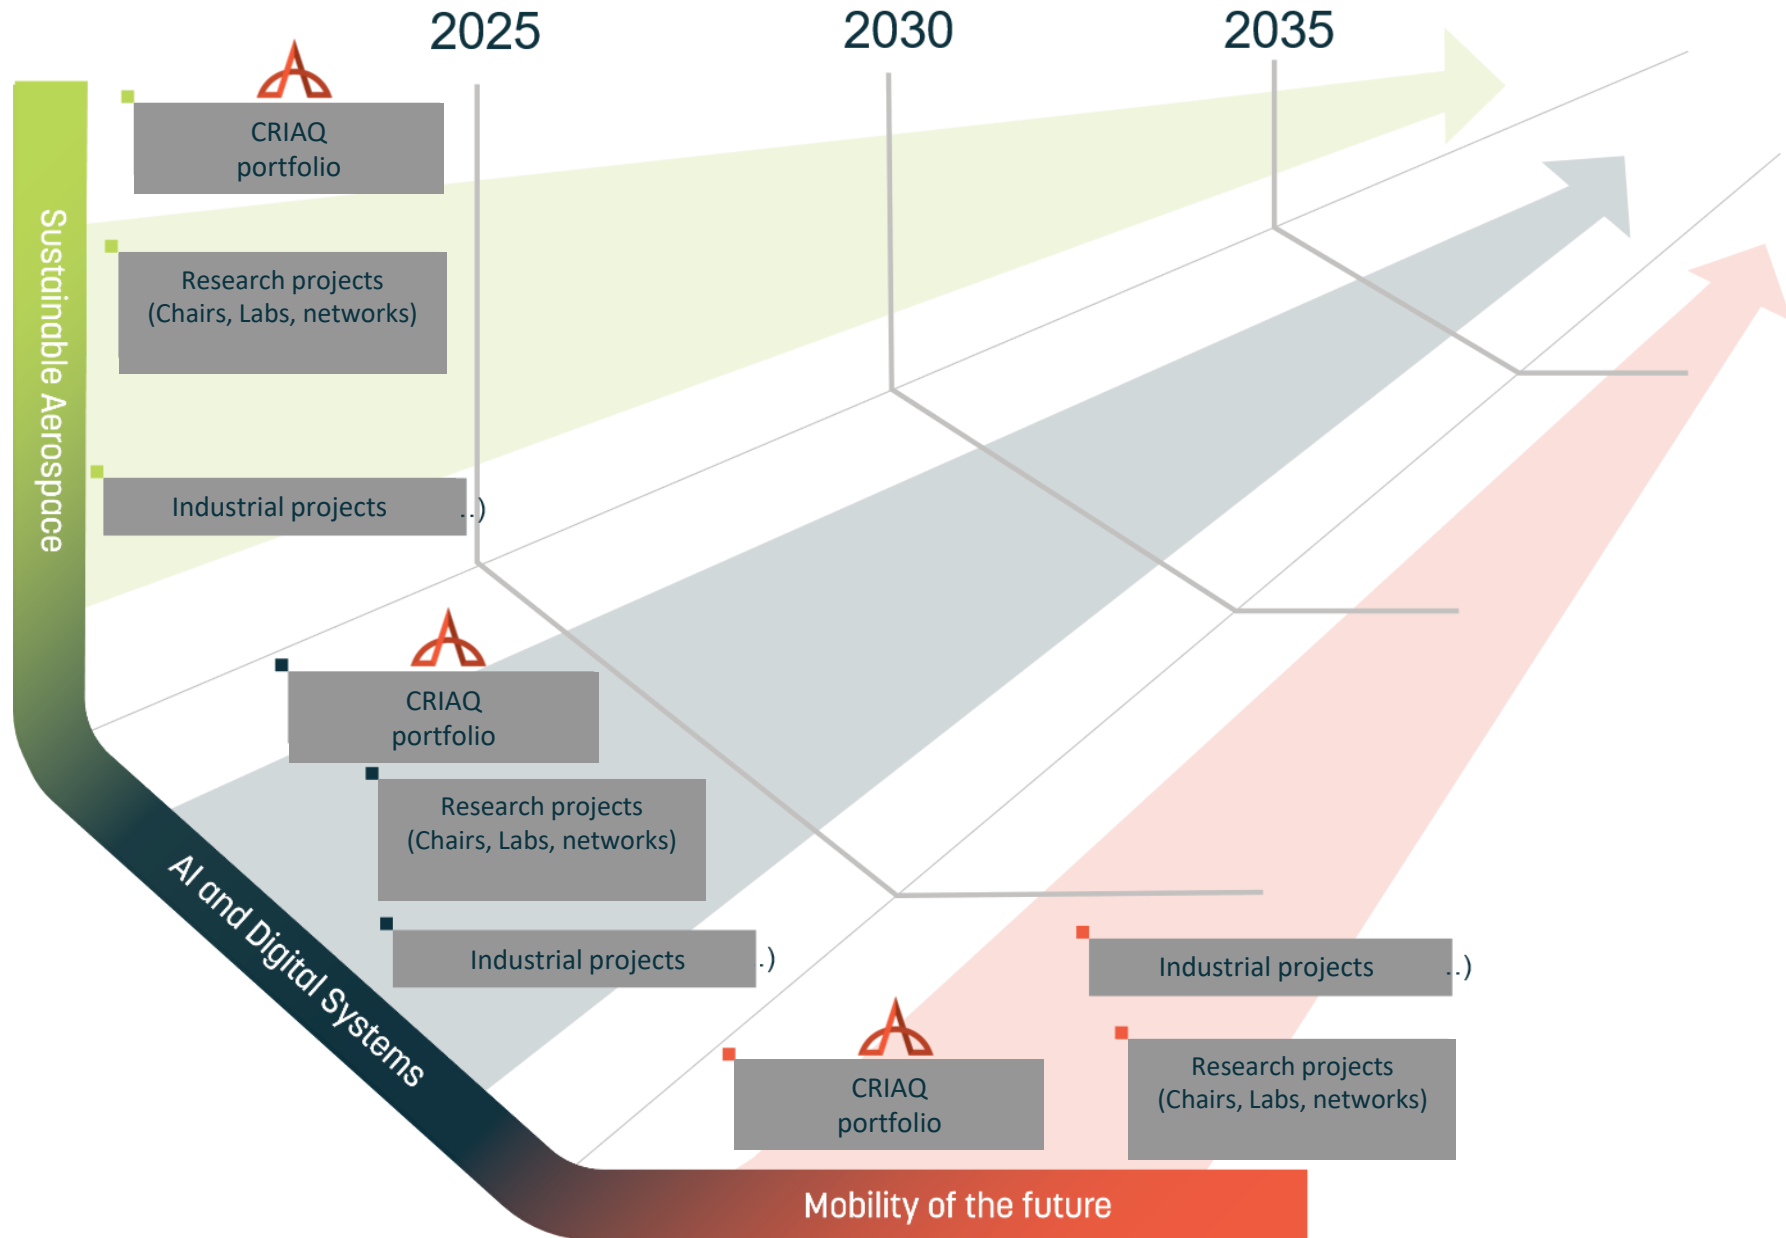 2025
2030
2035
CRIAQ
portfolio
Research projects
(Chairs, Labs, networks)
Industrial projects
..)
Sustainable Aerospace
CRIAQ
portfolio
Research projects
(Chairs, Labs, networks)
Industrial projects
.)
AI and Digital Systems
Industrial projects
..)
CRIAQ
portfolio
Research projects
(Chairs, Labs, networks)
Mobility of the future